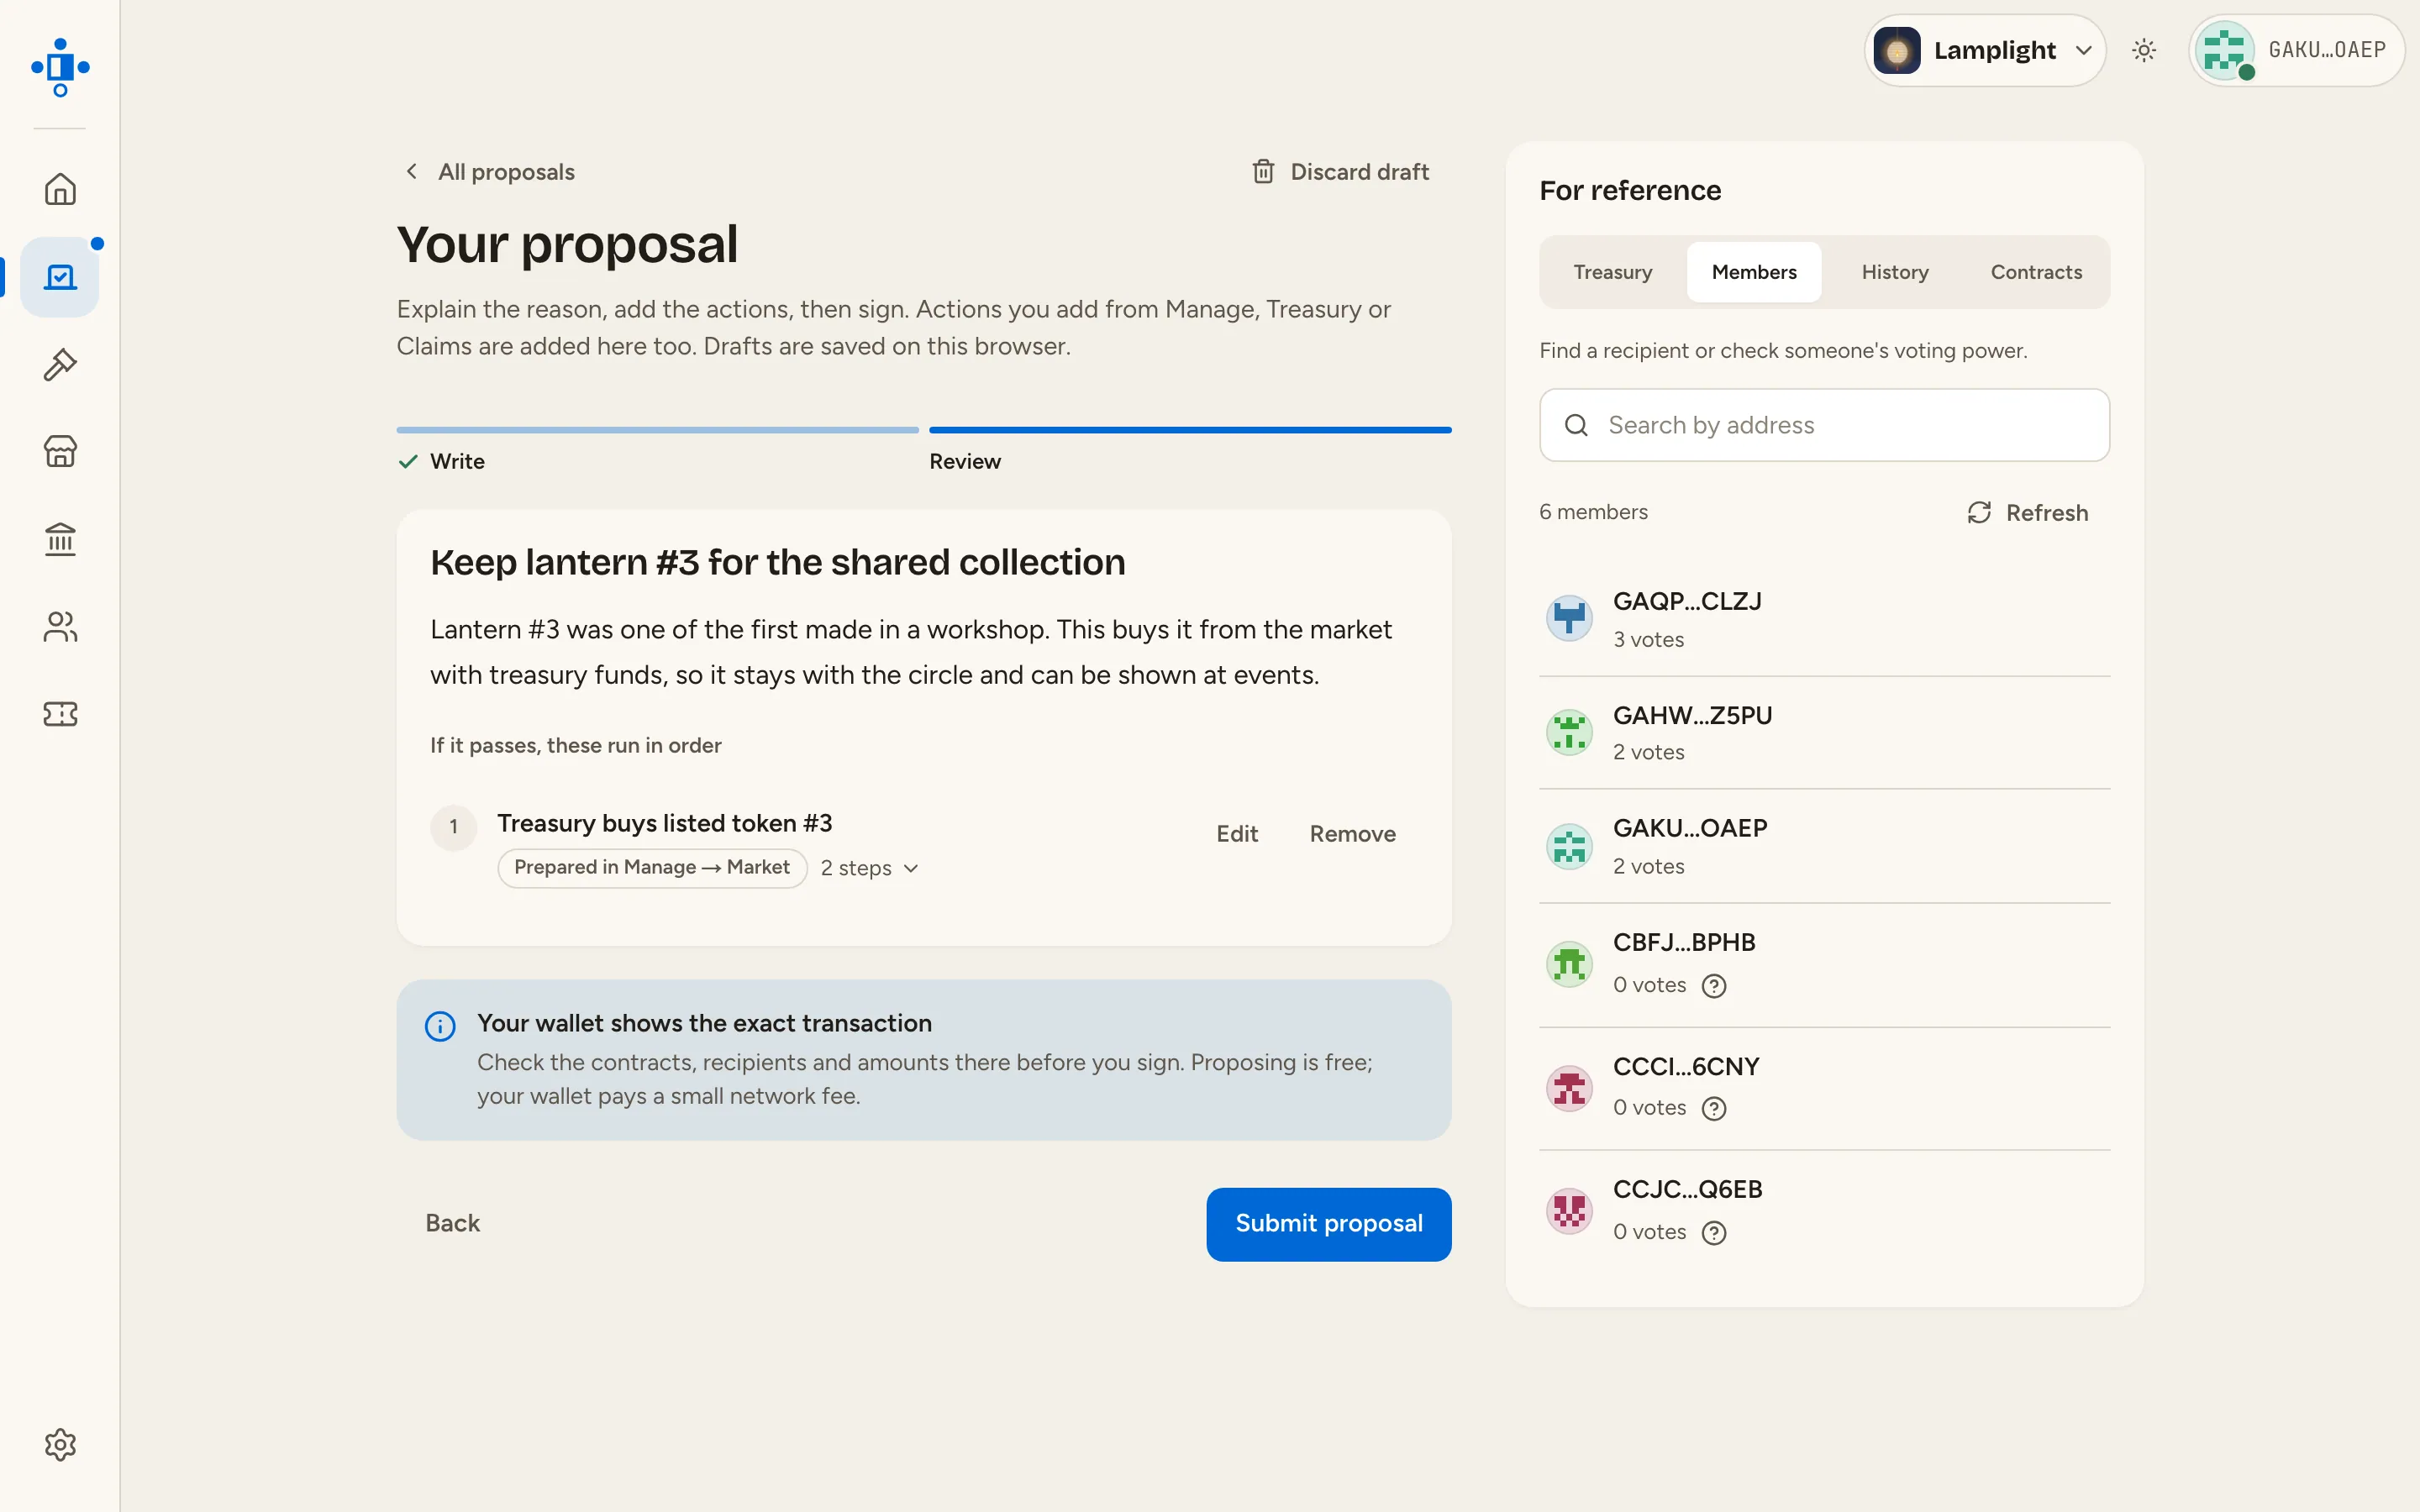 Lamplight
GAKU...OAEP
All proposals
Discard draft
Your proposal
Explain the reason, add the actions, then sign. Actions you add from Manage, Treasury or
Claims are added here too. Drafts are saved on this browser.
Write
Review
Keep lantern #3 for the shared collection
Lantern #3 was one of the first made in a workshop. This buys it from the market
with treasury funds, so it stays with the circle and can be shown at events.
If it passes, these run in order
1
Treasury buys listed token #3
Edit
Remove
Prepared in Manage → Market
2 steps
Your wallet shows the exact transaction
Check the contracts, recipients and amounts there before you sign. Proposing is free;
your wallet pays a small network fee.
Back
Submit proposal
For reference
Treasury
Members
History
Contracts
Find a recipient or check someone's voting power.
Search by address
6 members
Refresh
GAQP...CLZJ
3 votes
GAHW...Z5PU
2 votes
GAKU...OAEP
2 votes
CBFJ...BPHB
0 votes
CCCI...6CNY
0 votes
CCJC...Q6EB
0 votes